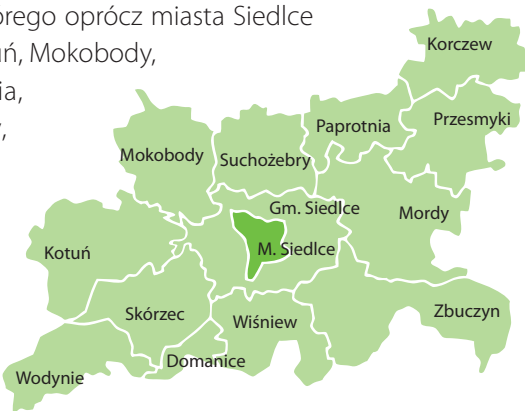 orego oprócz miasta Siedlce
uń, Mokobody,
ia,
Korczew
Paprotnia
Przesmyki
Mokobody
Suchożebry
Gm. Siedlce
Mordy
Kotuń
M. Siedlce
Skórzec
Wiśniew
Zbuczyn
Domanice
Wodynie